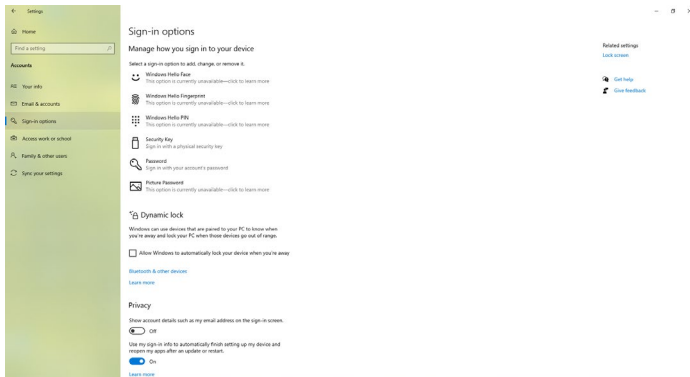 Settings
Home
Find a setting
Accounts
Your info
Email & accounts
Sign-in options
Access work or school
Family & other users
Sync your settings
Sign-in options
Manage how you sign in to your device
Select a sign-in option to add, change, or remove it.
Windows Hello Face
This option is currently unavailable—click to learn more
Windows Hello Fingerprint
This option is currently unavailable—click to learn more
Windows Hello PIN
This option is currently unavailable—click to learn more
Security Key
Sign in with a physical security key
Password
Sign in with your account's password
Picture Password
This option is currently unavailable—click to learn more
Dynamic lock
Windows can use devices that are paired to your PC to know when
you're away and lock your PC when those devices go out of range.
Allow Windows to automatically lock your device when you're away
Bluetooth & other devices
Learn more
Privacy
Show account details such as my email address on the sign-in screen.
Off
Use my sign-in info to automatically finish setting up my device and
reopen my apps after an update or restart.
On
Learn more
Related settings
Lock screen
Get help
Give feedback